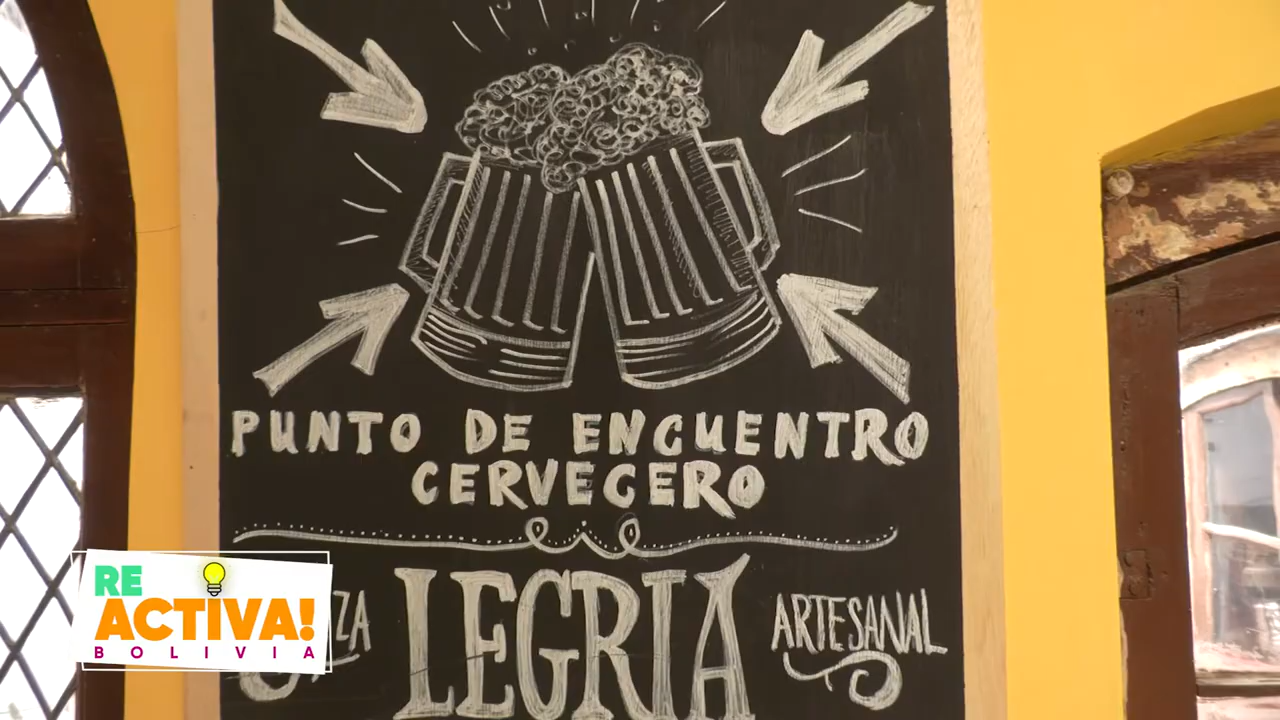 PUNTO DE ENCUENTRO
CERVECERO
LEGRIA
ARTESANAL
RE
ACTIVA!
BOLIVIA